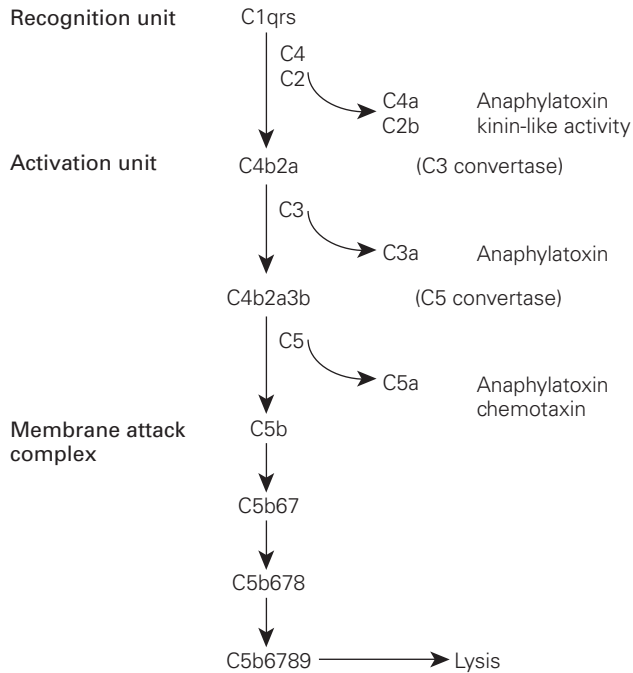 Recognition unit
C1qrs
C4
C2
C4a Anaphylatoxin
C2b kinin-like activity
Activation unit
C4b2a
(C3 convertase)
C3
C3a Anaphylatoxin
C4b2a3b
(C5 convertase)
C5
C5a Anaphylatoxin
chemotaxin
Membrane attack
complex
C5b
C5b67
C5b678
C5b6789
Lysis